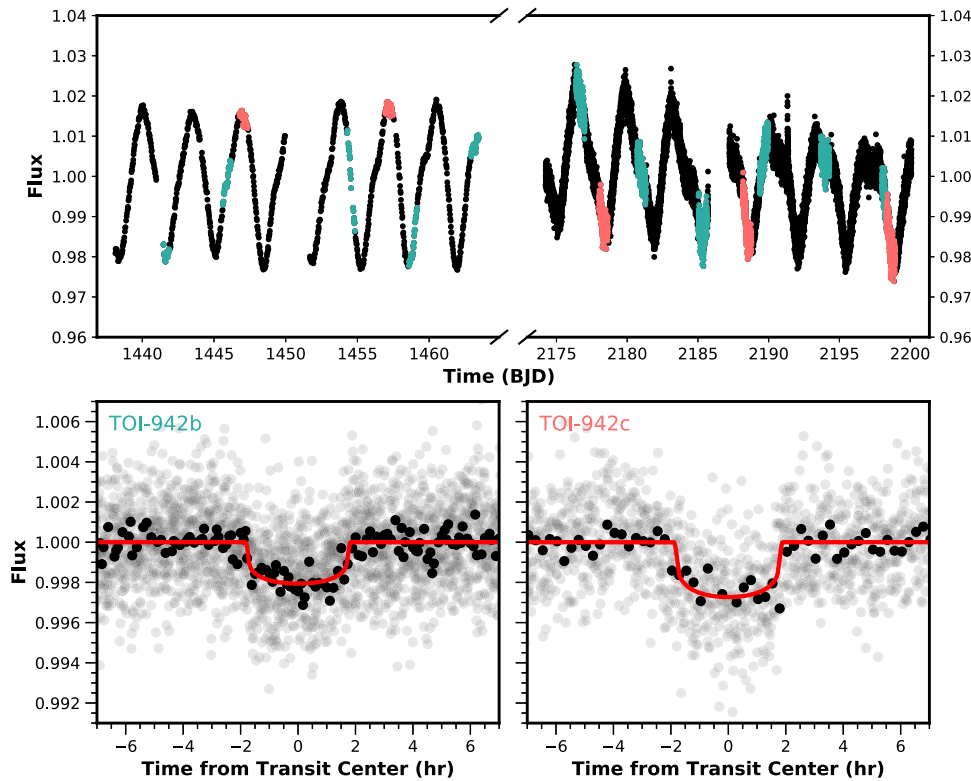 1.04 1.04
1.03 1.03
1.02 1.02
1.01 1.01
1.00 1.00
0.99 0.99
0.98 0.98
0.97 0.97
0.96 0.96
Flux
1440 1445 1450 1455 1460 2175 2180 2185 2190 2195 2200
Time (BJD)
1.006
1.004
1.002
1.000
0.998
0.996
0.994
0.992
Flux
TOI-942b
TOI-942c
−6 −4 −2 0 2 4 6
−6 −4 −2 0 2 4 6
Time from Transit Center (hr)
Time from Transit Center (hr)